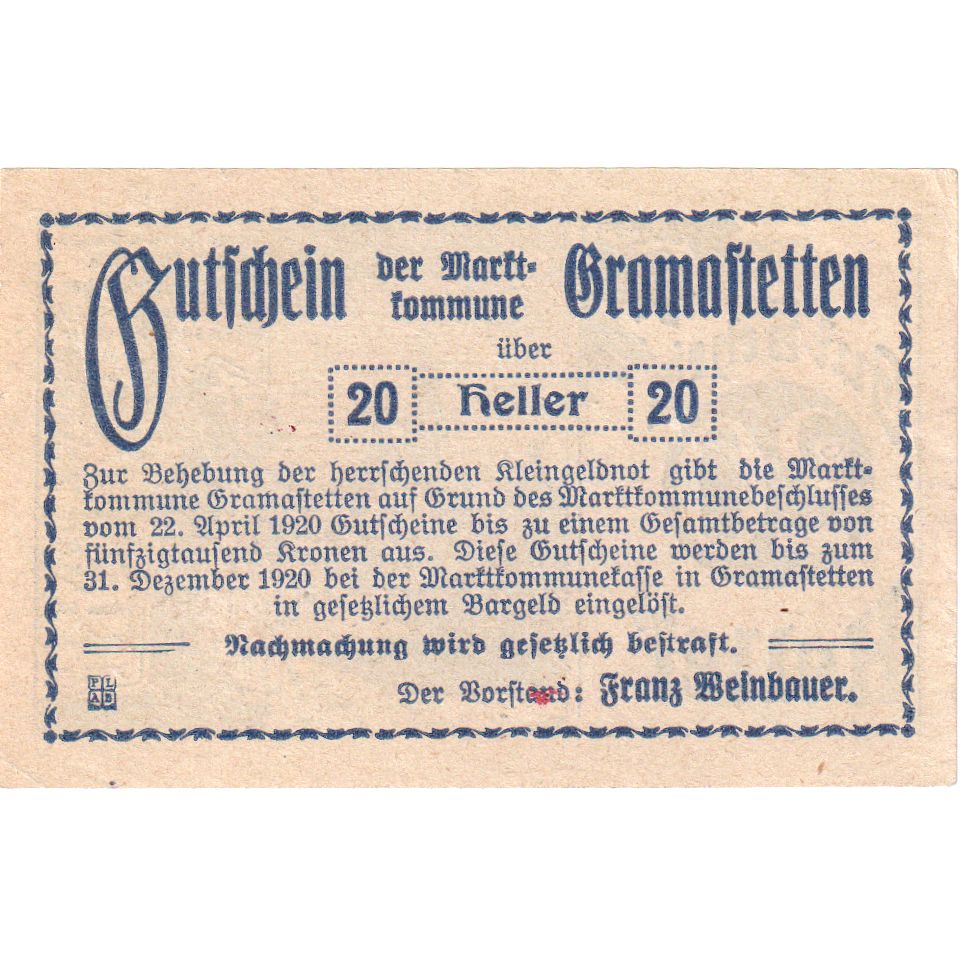 Gutschein der Markt-
kommune Gramastetten
über
20 Heller 20
Zur Behebung der herrschenden Kleingeldnot gibt die Markt-
kommune Gramastetten auf Grund des Marktkommunebeschlusses
vom 22. April 1920 Gutscheine bis zu einem Gesamtbetrage von
fünfzigtausend Kronen aus. Diese Gutscheine werden bis zum
31. Dezember 1920 bei der Marktkommunekasse in Gramastetten
in gesetzlichem Bargeld eingelöst.
Nachmachung wird gesetzlich bestraft.
Der Vorstand: Franz Weinbauer.
P L
A B